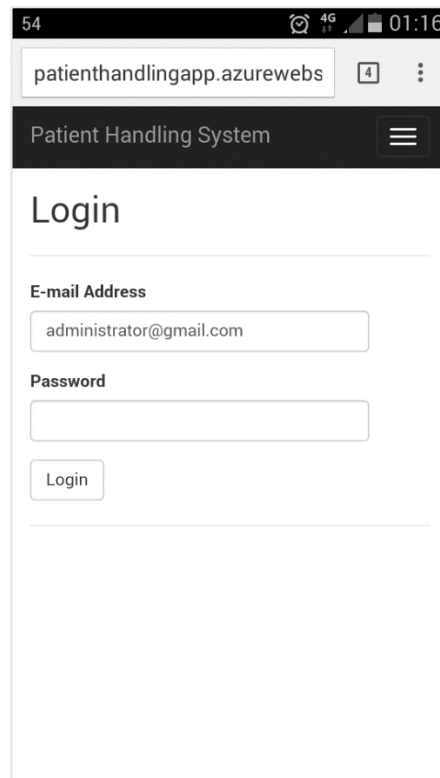 54 4G 01:16
patienthandlingapp.azurewebs 4
Patient Handling System
Login
E-mail Address
administrator@gmail.com
Password
Login